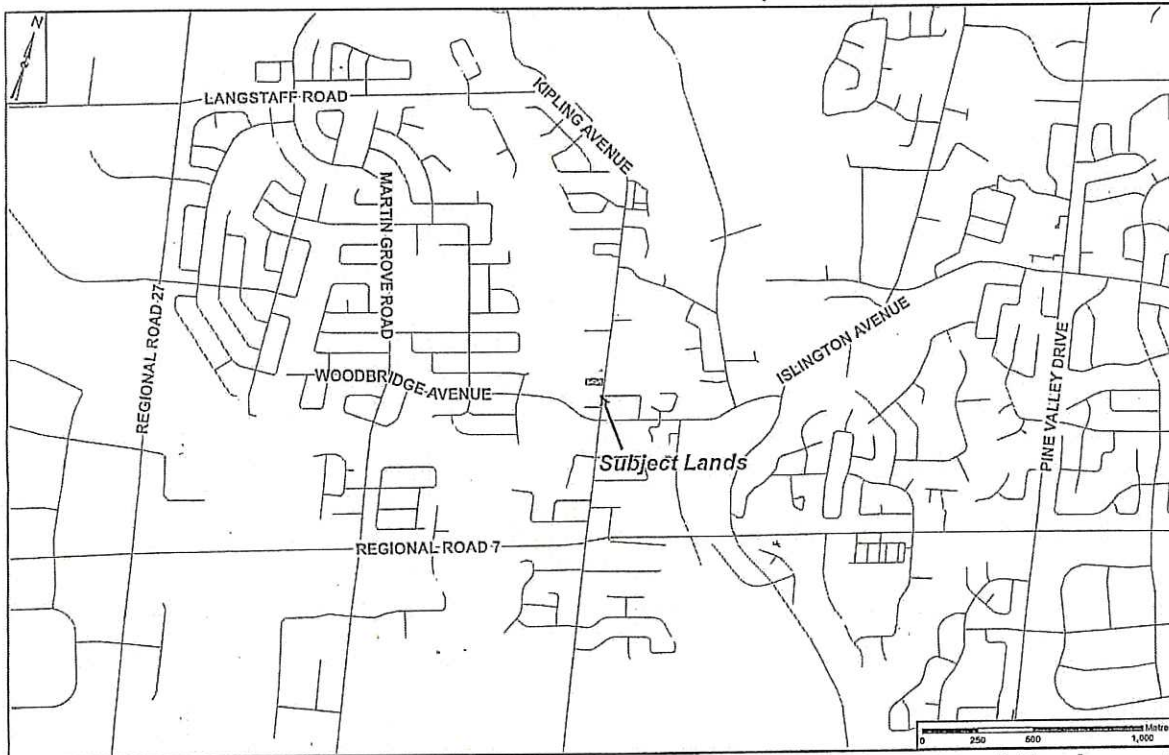 N
LANGSTAFF ROAD
KIPLING AVENUE
MARTIN GROVE ROAD
REGIONAL ROAD 27
ISLINGTON AVENUE
PINE VALLEY DRIVE
WOODBRIDGE AVENUE
Subject Lands
REGIONAL ROAD 7
Metre
0 250 500 1,000